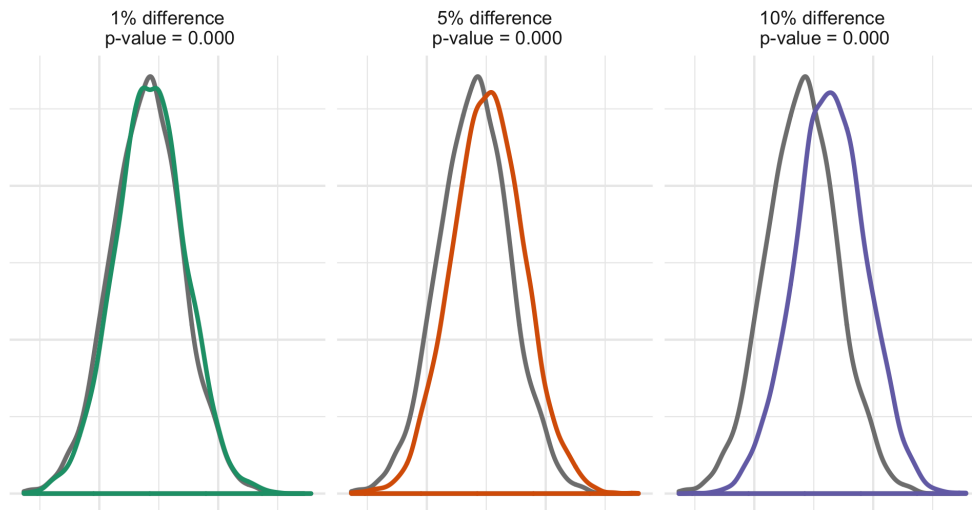 1% difference
p-value = 0.000
5% difference
p-value = 0.000
10% difference
p-value = 0.000